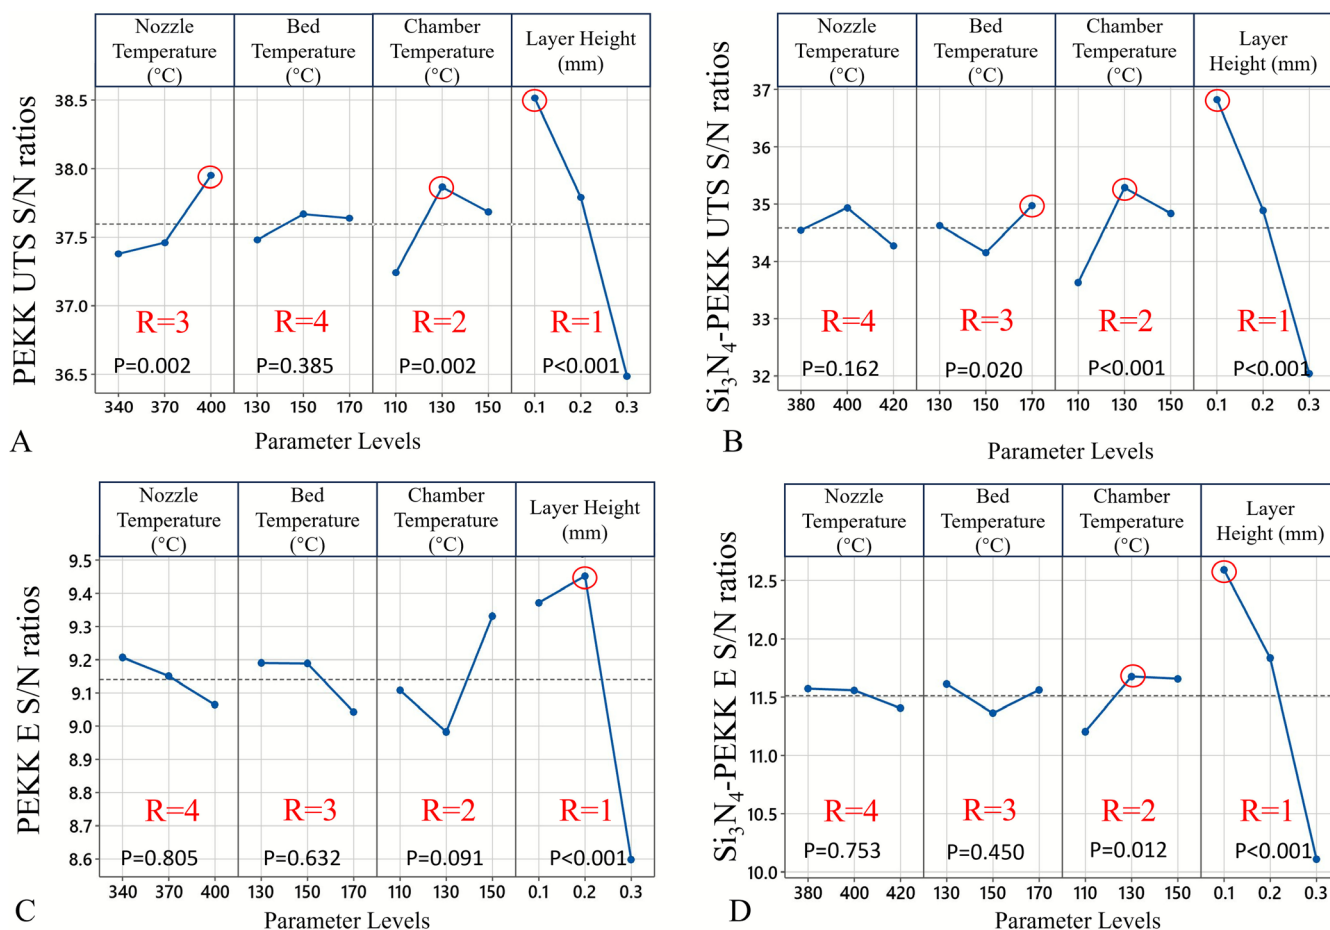 Nozzle
Temperature
(°C)
Bed
Temperature
(°C)
Chamber
Temperature
(°C)
Layer Height
(mm)
PEKK UTS S/N ratios
38.5
38.0
37.5
37.0
36.5
R=3
R=4
R=2
R=1
P=0.002
P=0.385
P=0.002
P<0.001
340 370 400 130 150 170 110 130 150 0.1 0.2 0.3
Parameter Levels
A
Nozzle
Temperature
(°C)
Bed
Temperature
(°C)
Chamber
Temperature
(°C)
Layer
Height (mm)
Si₃N₄-PEKK UTS S/N ratios
37
36
35
34
33
32
R=4
R=3
R=2
R=1
P=0.162
P=0.020
P<0.001
P<0.001
380 400 420 130 150 170 110 130 150 0.1 0.2 0.3
Parameter Levels
B
Nozzle
Temperature
(°C)
Bed
Temperature
(°C)
Chamber
Temperature
(°C)
Layer Height
(mm)
PEKK E S/N ratios
9.5
9.4
9.3
9.2
9.1
9.0
8.9
8.8
8.7
8.6
R=4
R=3
R=2
R=1
P=0.805
P=0.632
P=0.091
P<0.001
340 370 400 130 150 170 110 130 150 0.1 0.2 0.3
Parameter Levels
C
Nozzle
Temperature
(°C)
Bed
Temperature
(°C)
Chamber
Temperature
(°C)
Layer
Height (mm)
Si₃N₄-PEKK E S/N ratios
12.5
12.0
11.5
11.0
10.5
10.0
R=4
R=3
R=2
R=1
P=0.753
P=0.450
P=0.012
P<0.001
380 400 420 130 150 170 110 130 150 0.1 0.2 0.3
Parameter Levels
D